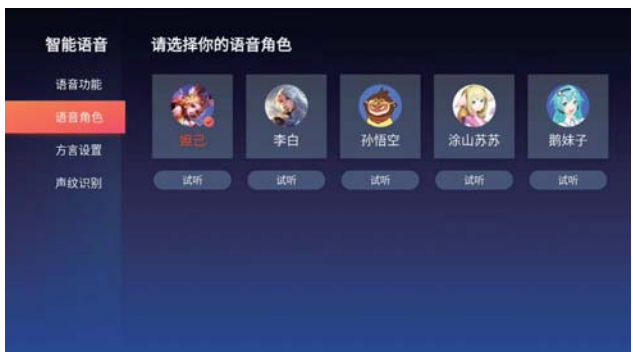 智能语音
请选择你的语音角色
语音功能
语音角色
方言设置
声纹识别
妲己
李白
孙悟空
涂山苏苏
鹅妹子
试听
试听
试听
试听
试听